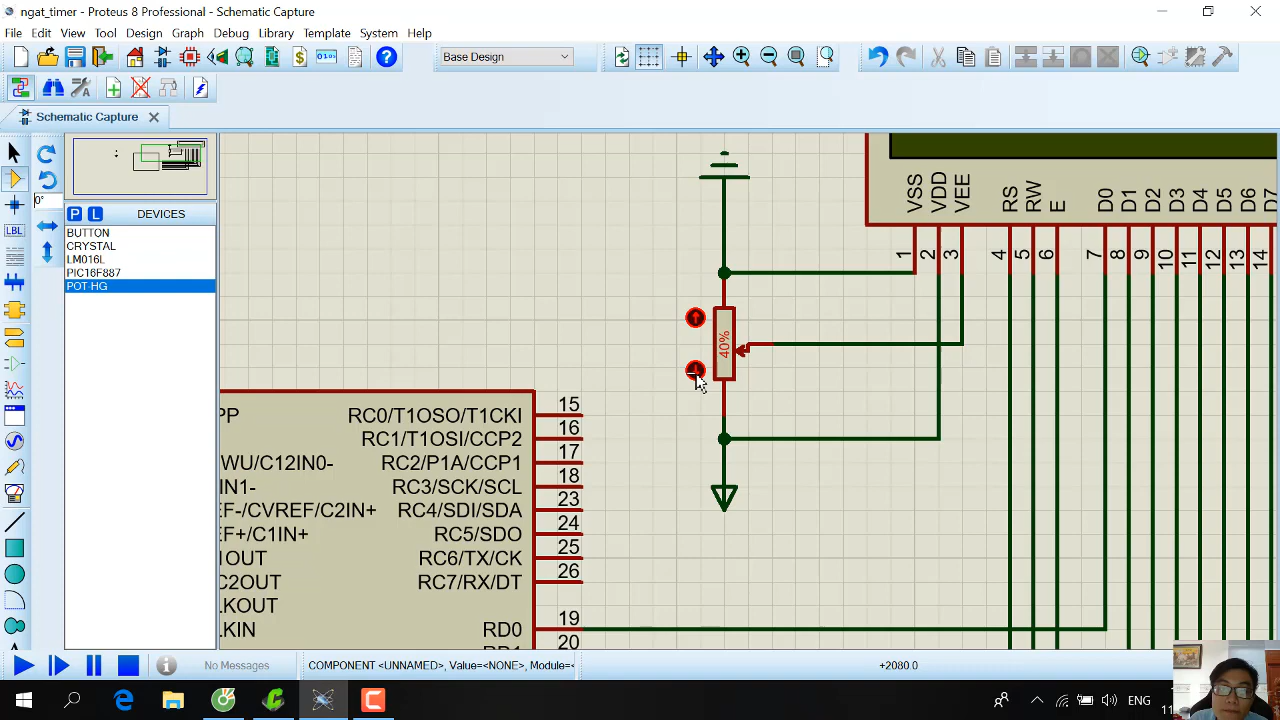 ngat_timer - Proteus 8 Professional - Schematic Capture
File Edit View Tool Design Graph Debug Library Template System Help
Base Design
Schematic Capture
P L DEVICES
0°
BUTTON
CRYSTAL
LM016L
PIC16F887
POT-HG
LBL
VSS VDD VEE RS RW E D0 D1 D2 D3 D4 D5 D6 D7
1 2 3 4 5 6 7 8 9 10 11 12 13 14
40%
PP RC0/T1OSO/T1CKI 15
RC1/T1OSI/CCP2 16
WU/C12IN0- RC2/P1A/CCP1 17
IN1- RC3/SCK/SCL 18
EF-/CVREF/C2IN+ RC4/SDI/SDA 23
EF+/C1IN+ RC5/SDO 24
1OUT RC6/TX/CK 25
C2OUT RC7/RX/DT 26
LKOUT
LKIN RD0 19
20
No Messages COMPONENT <UNNAMED>, Value=<NONE>, Module=< +2080.0
ENG